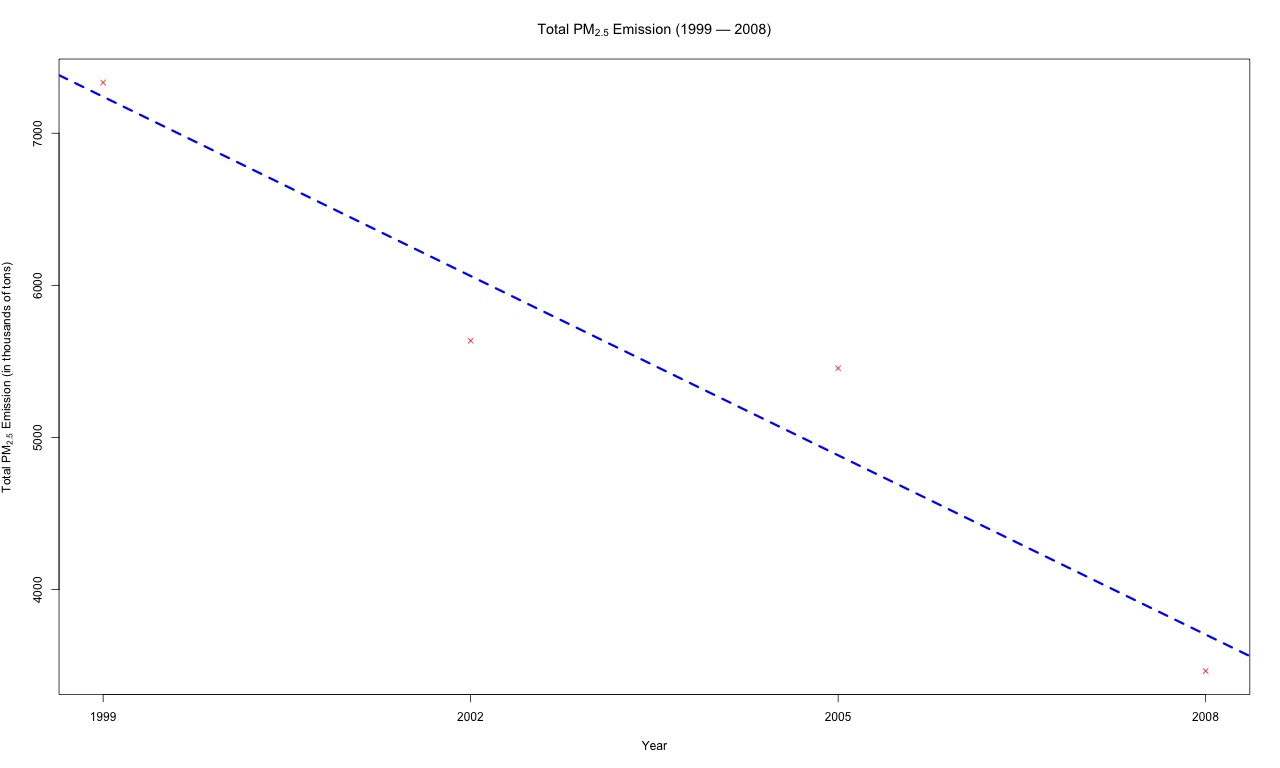 Total PM2.5 Emission (1999 — 2008)
Total PM2.5 Emission (in thousands of tons)
7000
6000
5000
4000
1999 2002 2005 2008
Year